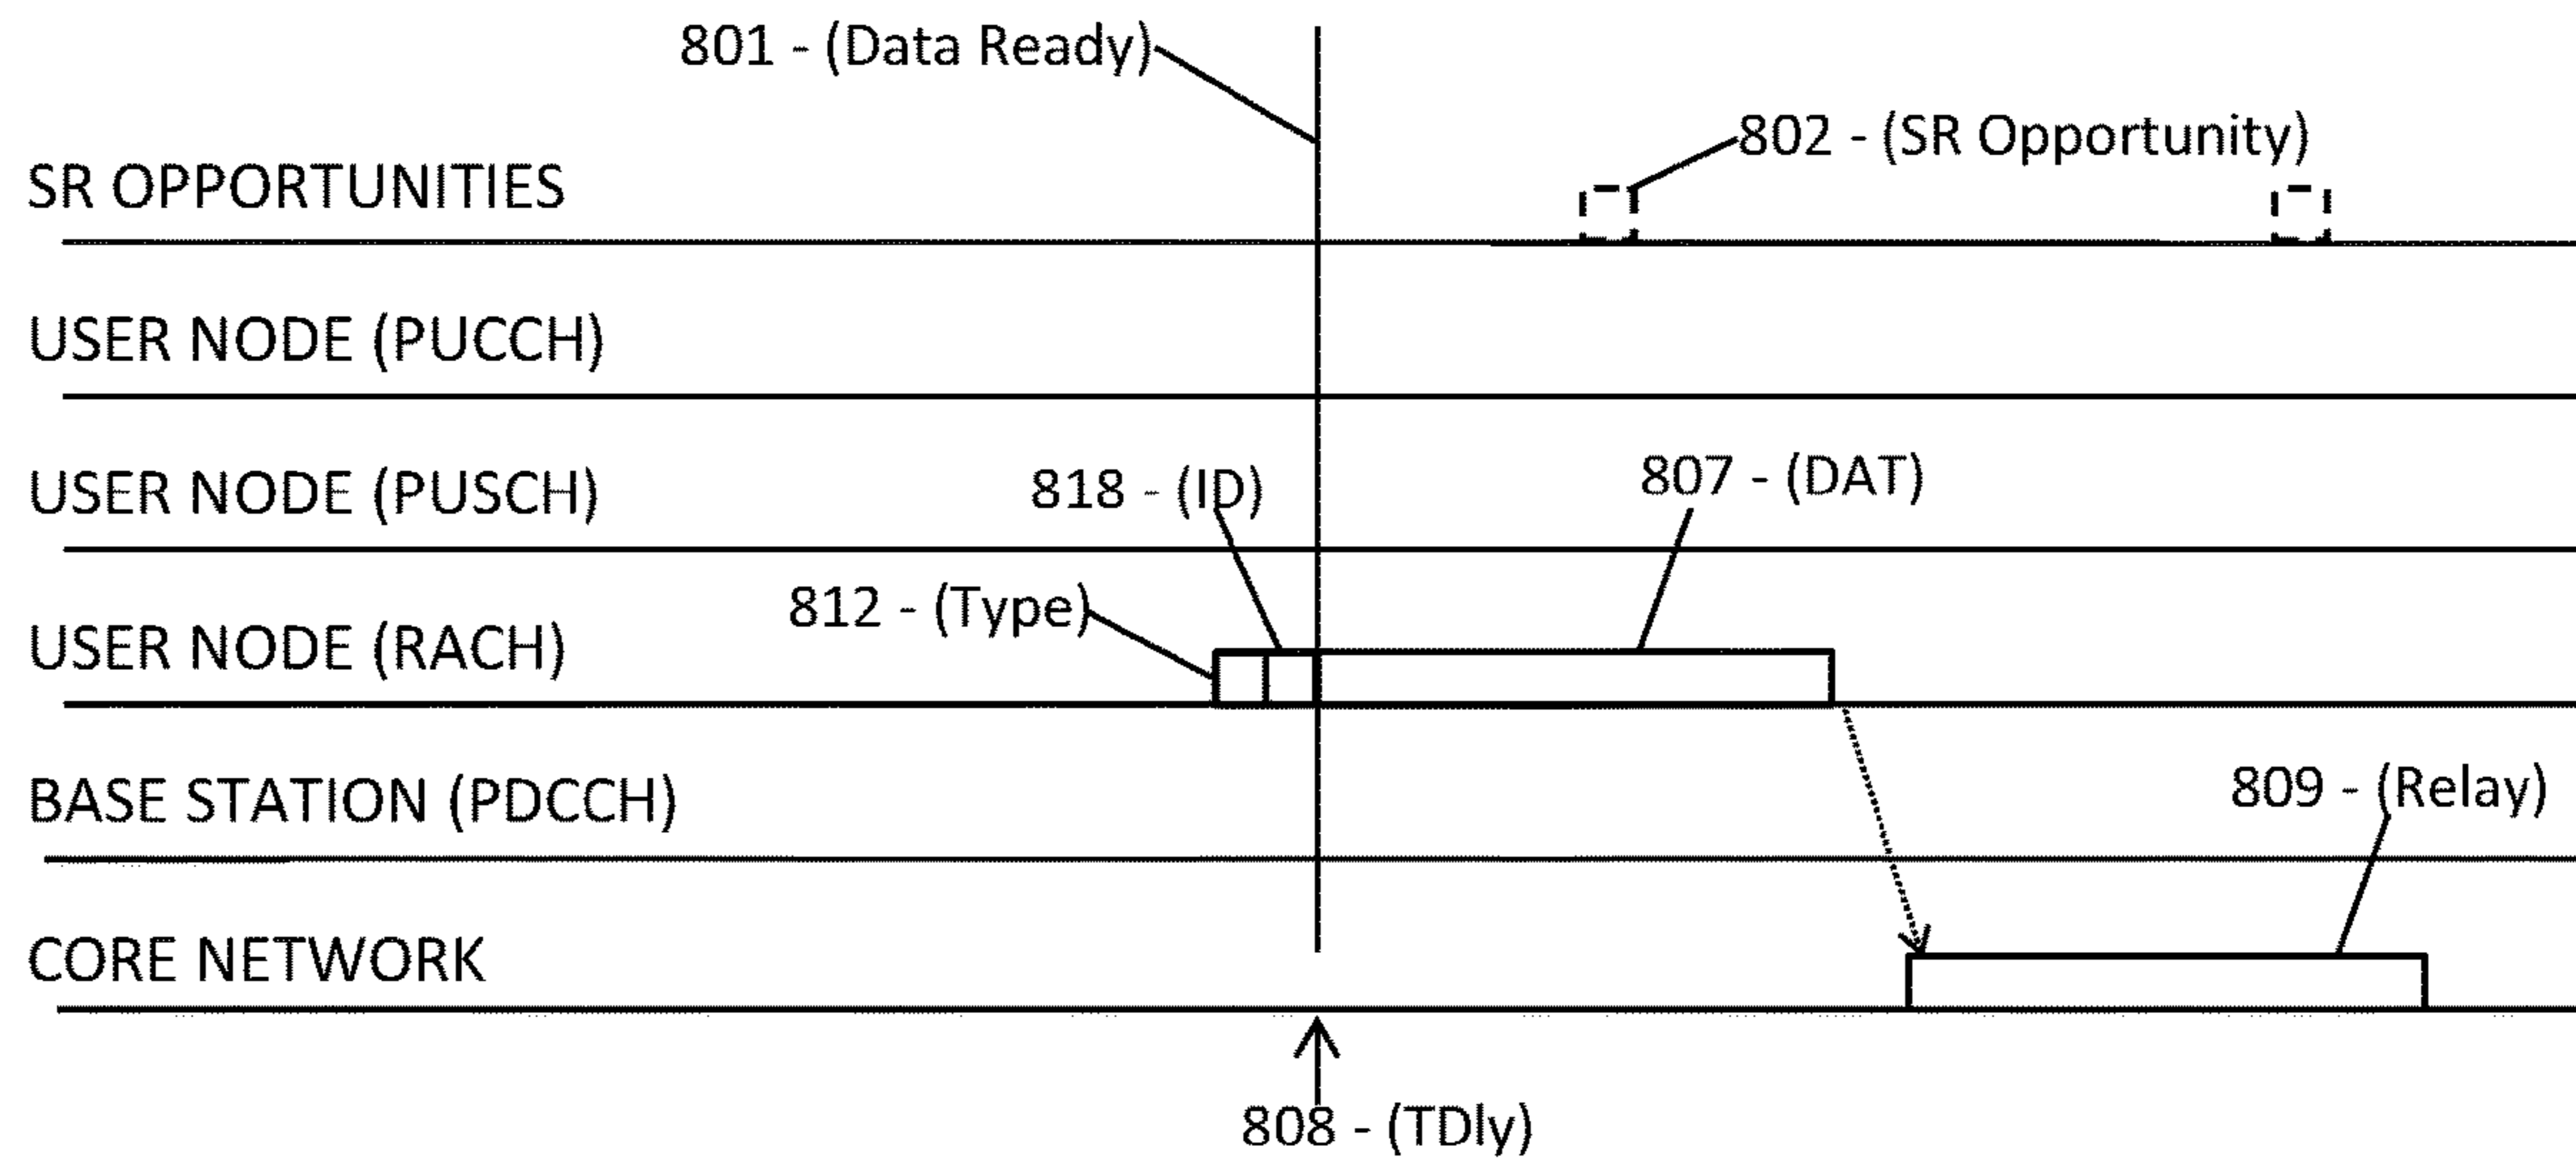 801 - (Data Ready)
802 - (SR Opportunity)
SR OPPORTUNITIES
USER NODE (PUCCH)
USER NODE (PUSCH)
818 - (ID)
807 - (DAT)
812 - (Type)
USER NODE (RACH)
BASE STATION (PDCCH)
809 - (Relay)
CORE NETWORK
808 - (TDly)